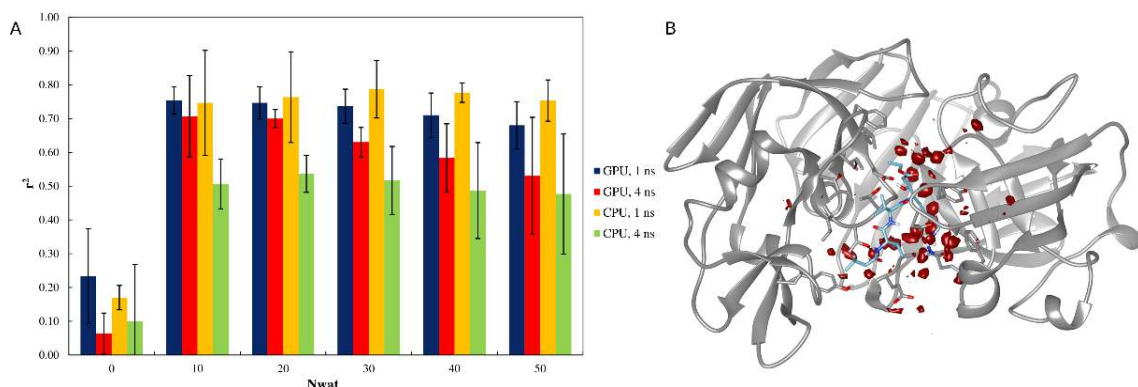 A
B
1.00
0.90
0.80
0.70
0.60
0.50
0.40
0.30
0.20
0.10
0.00
r²
0 10 20 30 40 50
Nwat
GPU, 1 ns
GPU, 4 ns
CPU, 1 ns
CPU, 4 ns